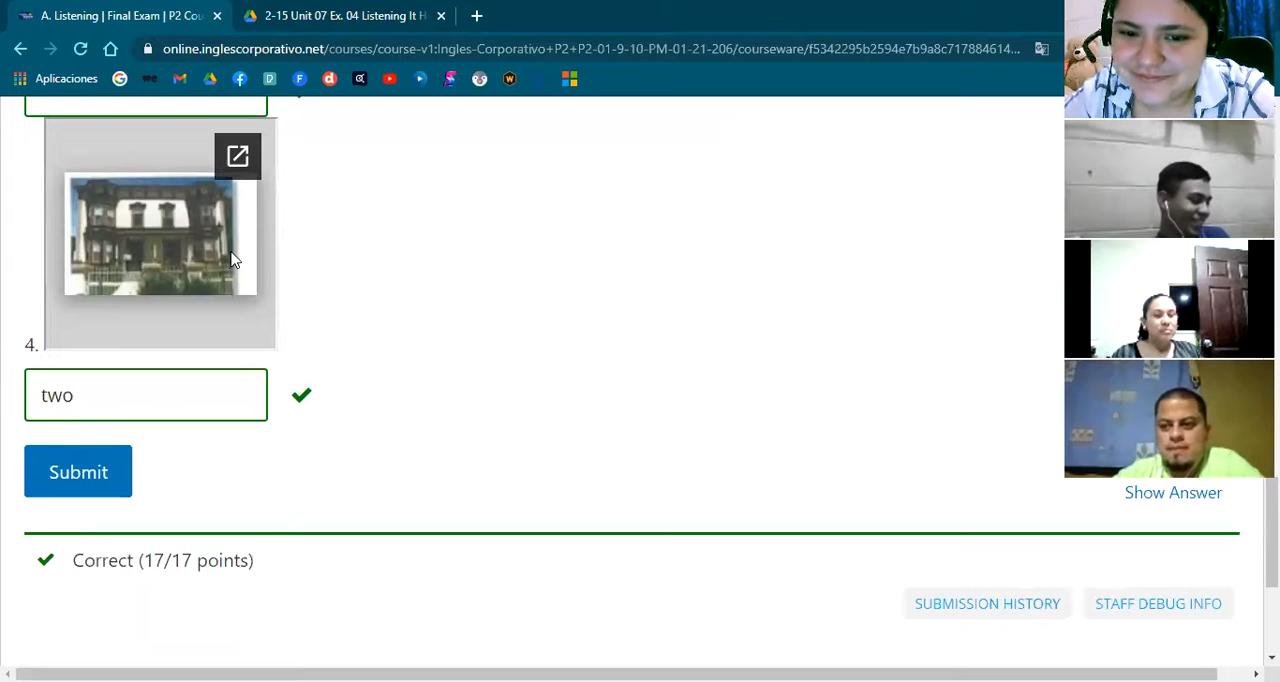 A. Listening | Final Exam | P2 Cou
2-15 Unit 07 Ex. 04 Listening It H
online.inglescorporativo.net/courses/course-v1:Ingles-Corporativo+P2+P2-01-9-10-PM-01-21-206/courseware/f5342295b2594e7b9a8c717884614...
Aplicaciones
4.
two
Submit
Show Answer
Correct (17/17 points)
SUBMISSION HISTORY
STAFF DEBUG INFO